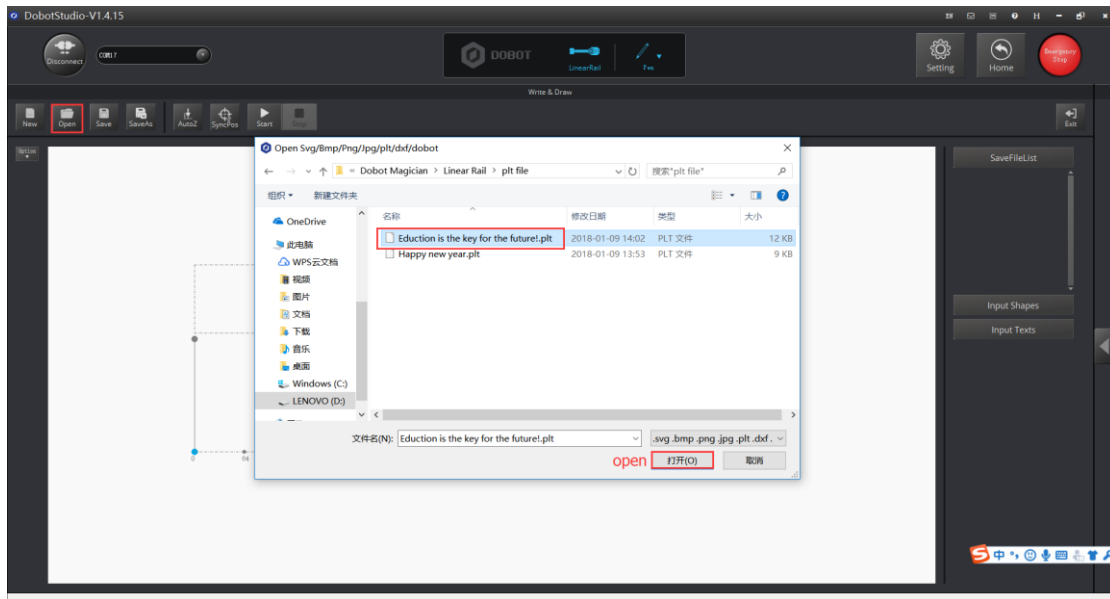 DobotStudio-V1.4.15
Disconnect
COM17
DOBOT
LinearRail
Pen
Setting
Home
Emergency
Stop
Write & Draw
New
Open
Save
SaveAs
AutoZ
SyncPos
Start
Stop
Exit
Option
Open Svg/Bmp/Png/Jpg/plt/dxf/dobot
« Dobot Magician > Linear Rail > plt file
搜索"plt file"
组织
新建文件夹
OneDrive
此电脑
WPS云文档
视频
图片
文档
下载
音乐
桌面
Windows (C:)
LENOVO (D:)
名称 修改日期 类型 大小
Eduction is the key for the future!.plt 2018-01-09 14:02 PLT 文件 12 KB
Happy new year.plt 2018-01-09 13:53 PLT 文件 9 KB
文件名(N): Eduction is the key for the future!.plt .svg .bmp .png .jpg .plt .dxf .
open 打开(O) 取消
SaveFileList
Input Shapes
Input Texts
0
中